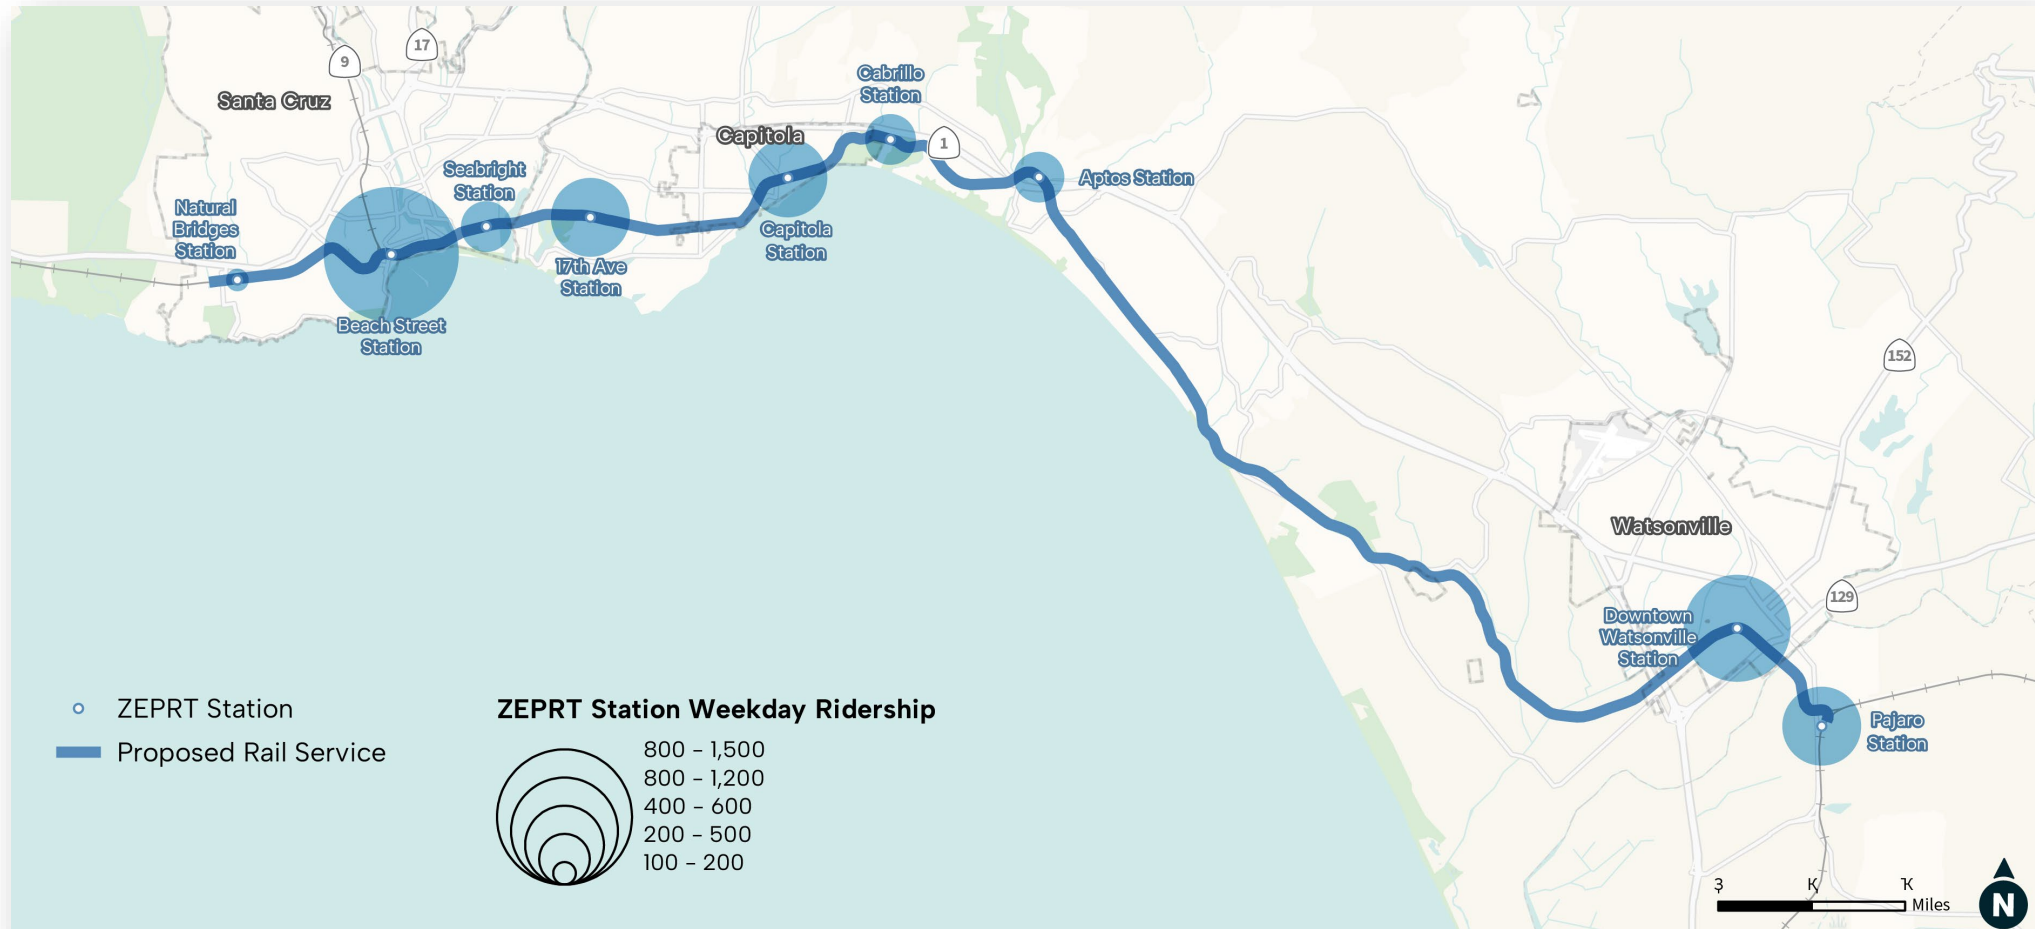 17
9
Cabrillo
Station
Santa Cruz
Capitola
1
Seabright
Station
Aptos Station
Natural
Bridges
Station
Capitola
Station
17th Ave
Station
Beach Street
Station
152
Watsonville
129
Downtown
Watsonville
Station
Pajaro
Station
ZEPRT Station
Proposed Rail Service
ZEPRT Station Weekday Ridership
800 - 1,500
800 - 1,200
400 - 600
200 - 500
100 - 200
Miles
N